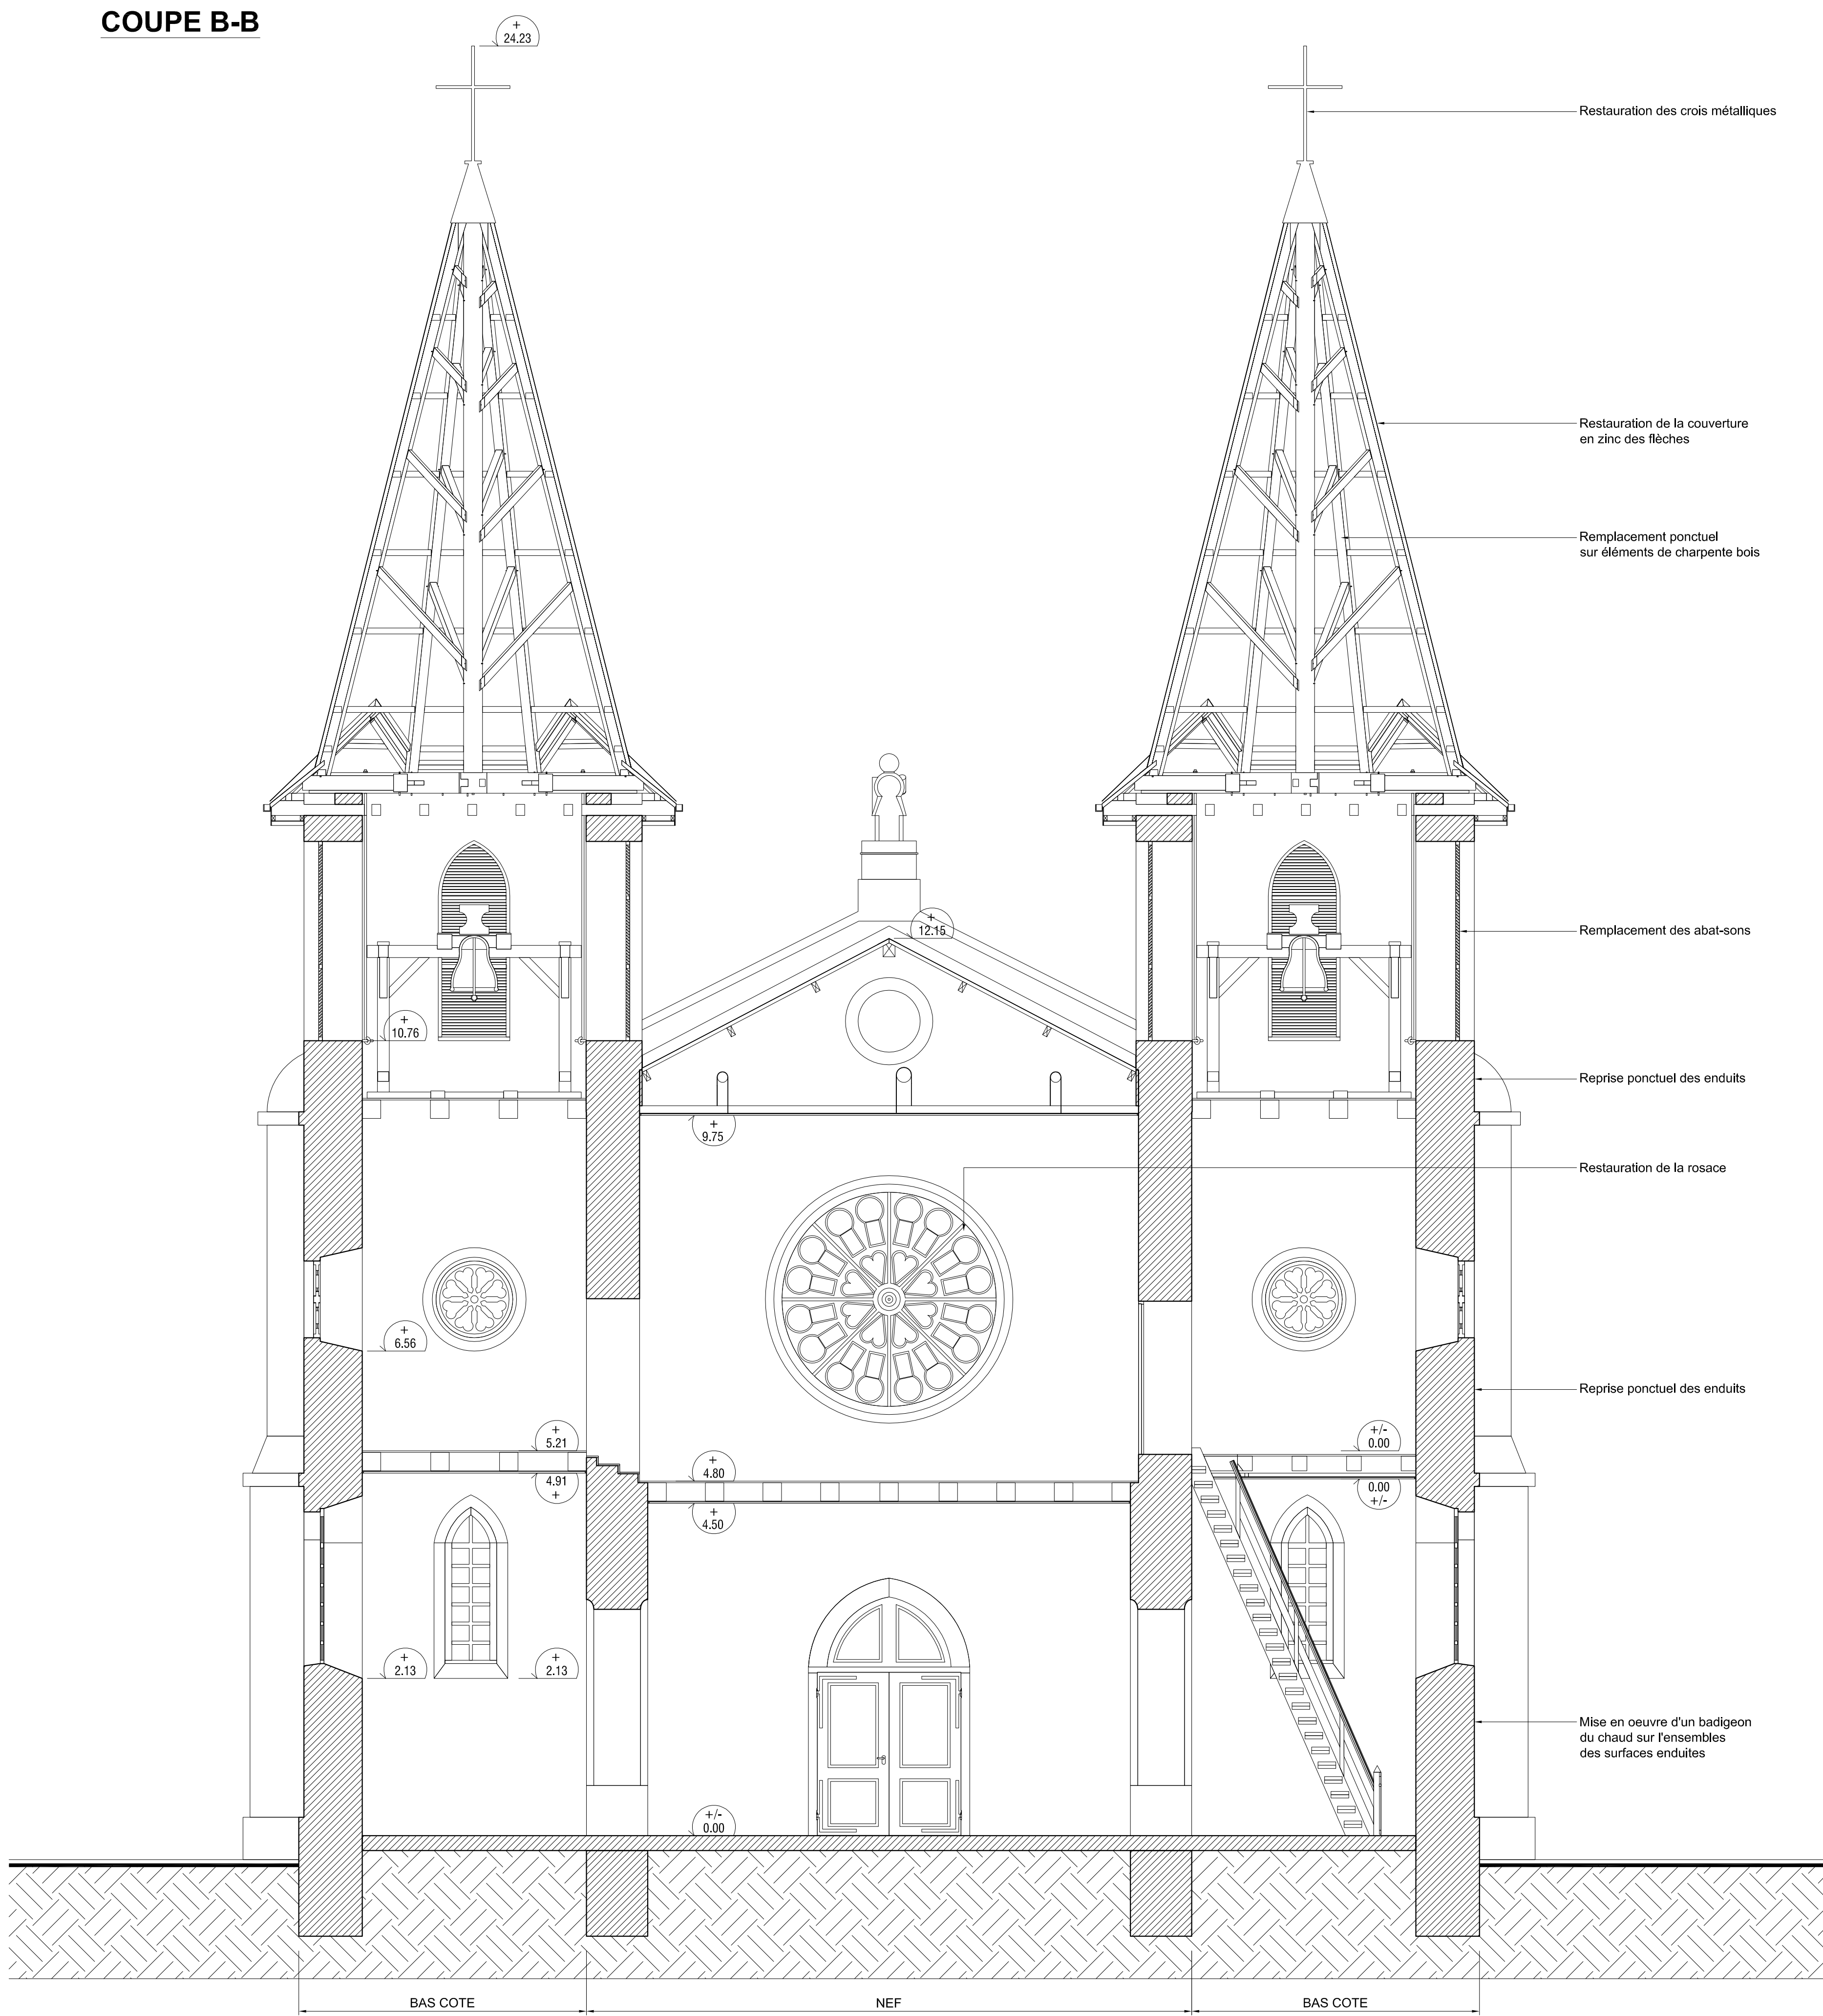 COUPE B-B
+
24.23
Restauration des crois métalliques
Restauration de la couverture
en zinc des flèches
Remplacement ponctuel
sur éléments de charpente bois
+
12.15
Remplacement des abat-sons
+
10.76
Reprise ponctuel des enduits
+
9.75
Restauration de la rosace
+
6.56
Reprise ponctuel des enduits
+
5.21
+/-
0.00
+
4.80
4.91
+
0.00
+/-
+
4.50
+
2.13
+
2.13
Mise en oeuvre d'un badigeon
du chaud sur l'ensembles
des surfaces enduites
+/-
0.00
BAS COTE
NEF
BAS COTE